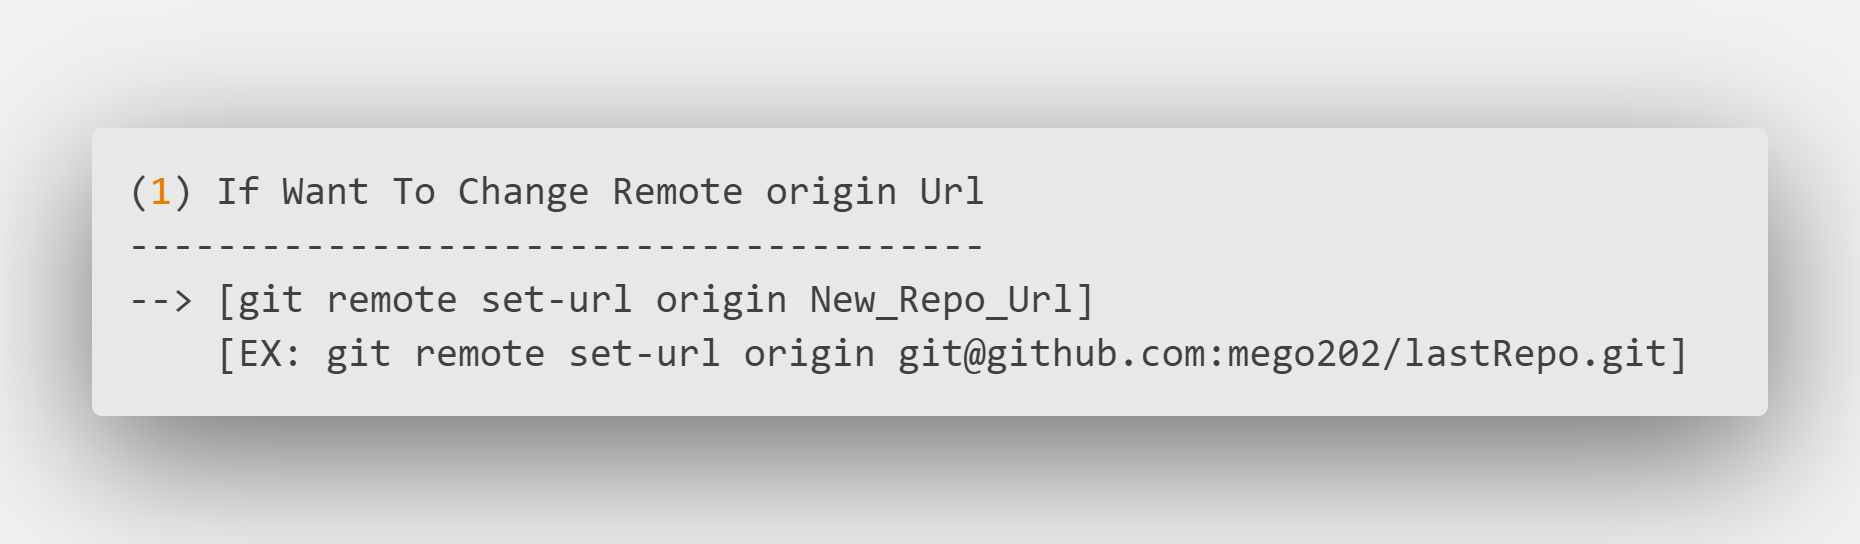 (1) If Want To Change Remote origin Url
---------------------------------------
--> [git remote set-url origin New_Repo_Url]
    [EX: git remote set-url origin git@github.com:mego202/lastRepo.git]